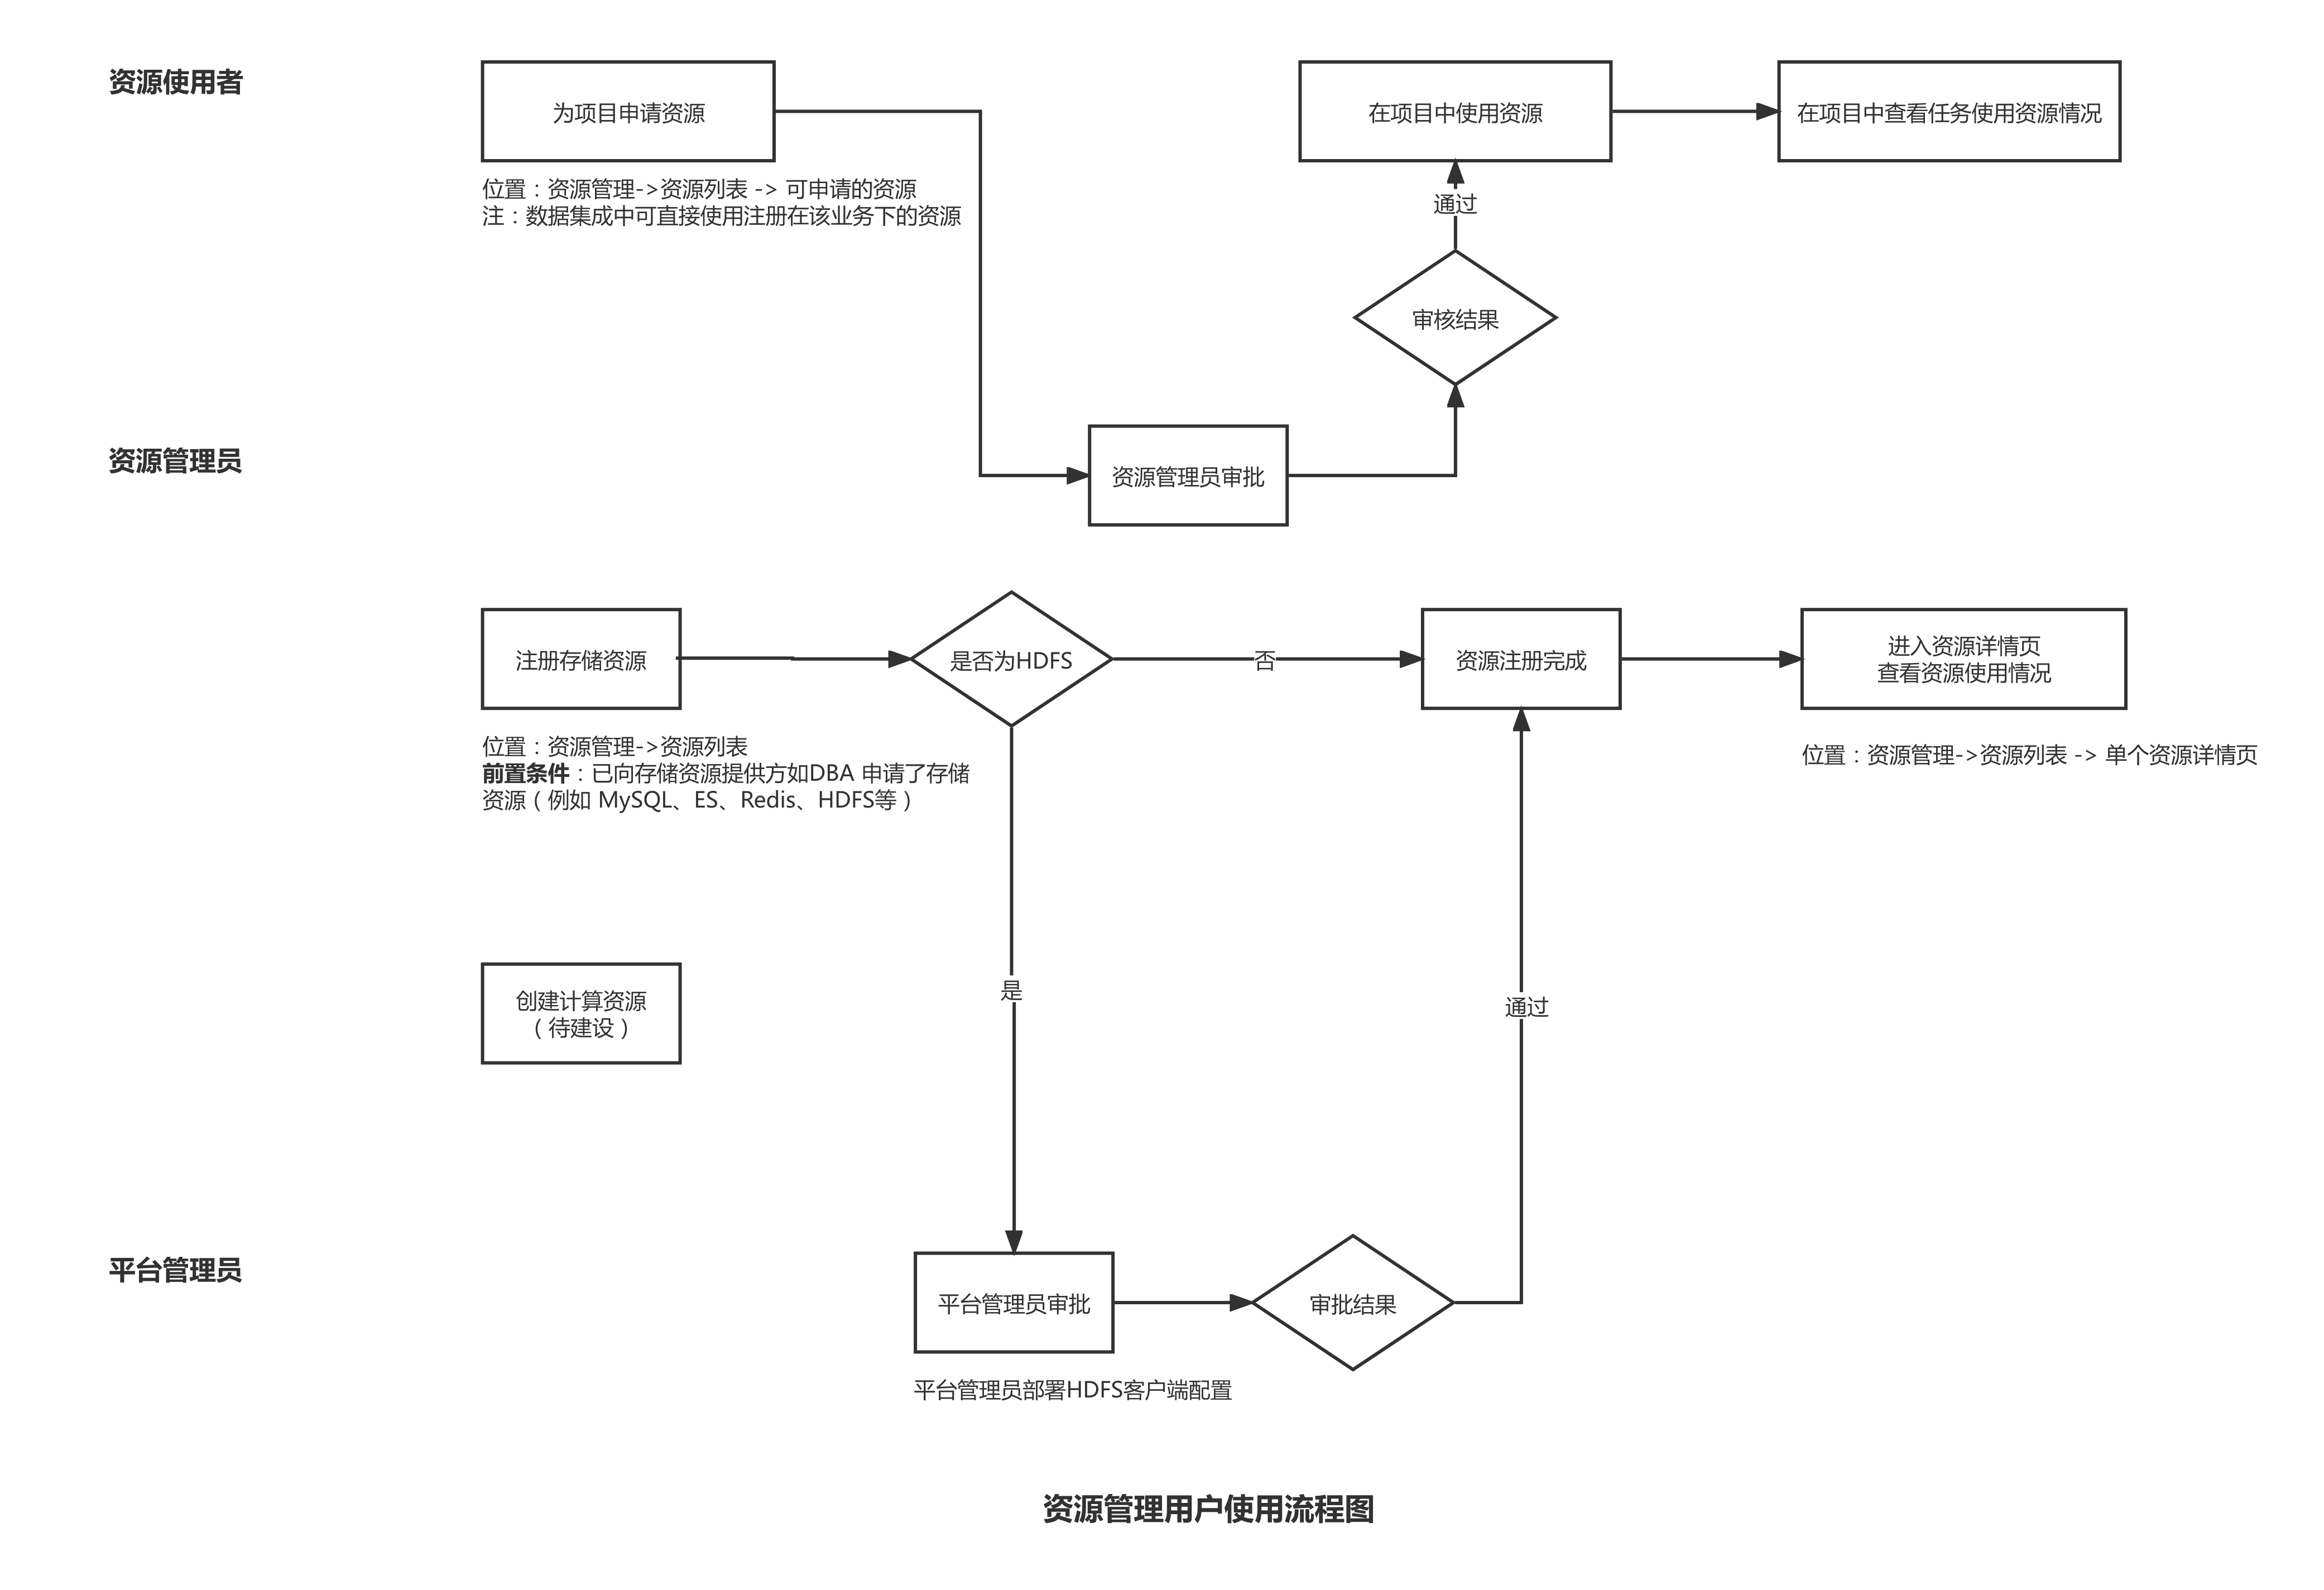 资源使用者
为项目申请资源
在项目中使用资源
在项目中查看任务使用资源情况
位置：资源管理->资源列表 -> 可申请的资源
注：数据集成中可直接使用注册在该业务下的资源
通过
审核结果
资源管理员
资源管理员审批
注册存储资源
是否为HDFS
否
资源注册完成
进入资源详情页
查看资源使用情况
位置：资源管理->资源列表
前置条件：已向存储资源提供方如DBA 申请了存储
资源（例如 MySQL、ES、Redis、HDFS等）
位置：资源管理->资源列表 -> 单个资源详情页
创建计算资源
（待建设）
是
通过
平台管理员
平台管理员审批
审批结果
平台管理员部署HDFS客户端配置
资源管理用户使用流程图